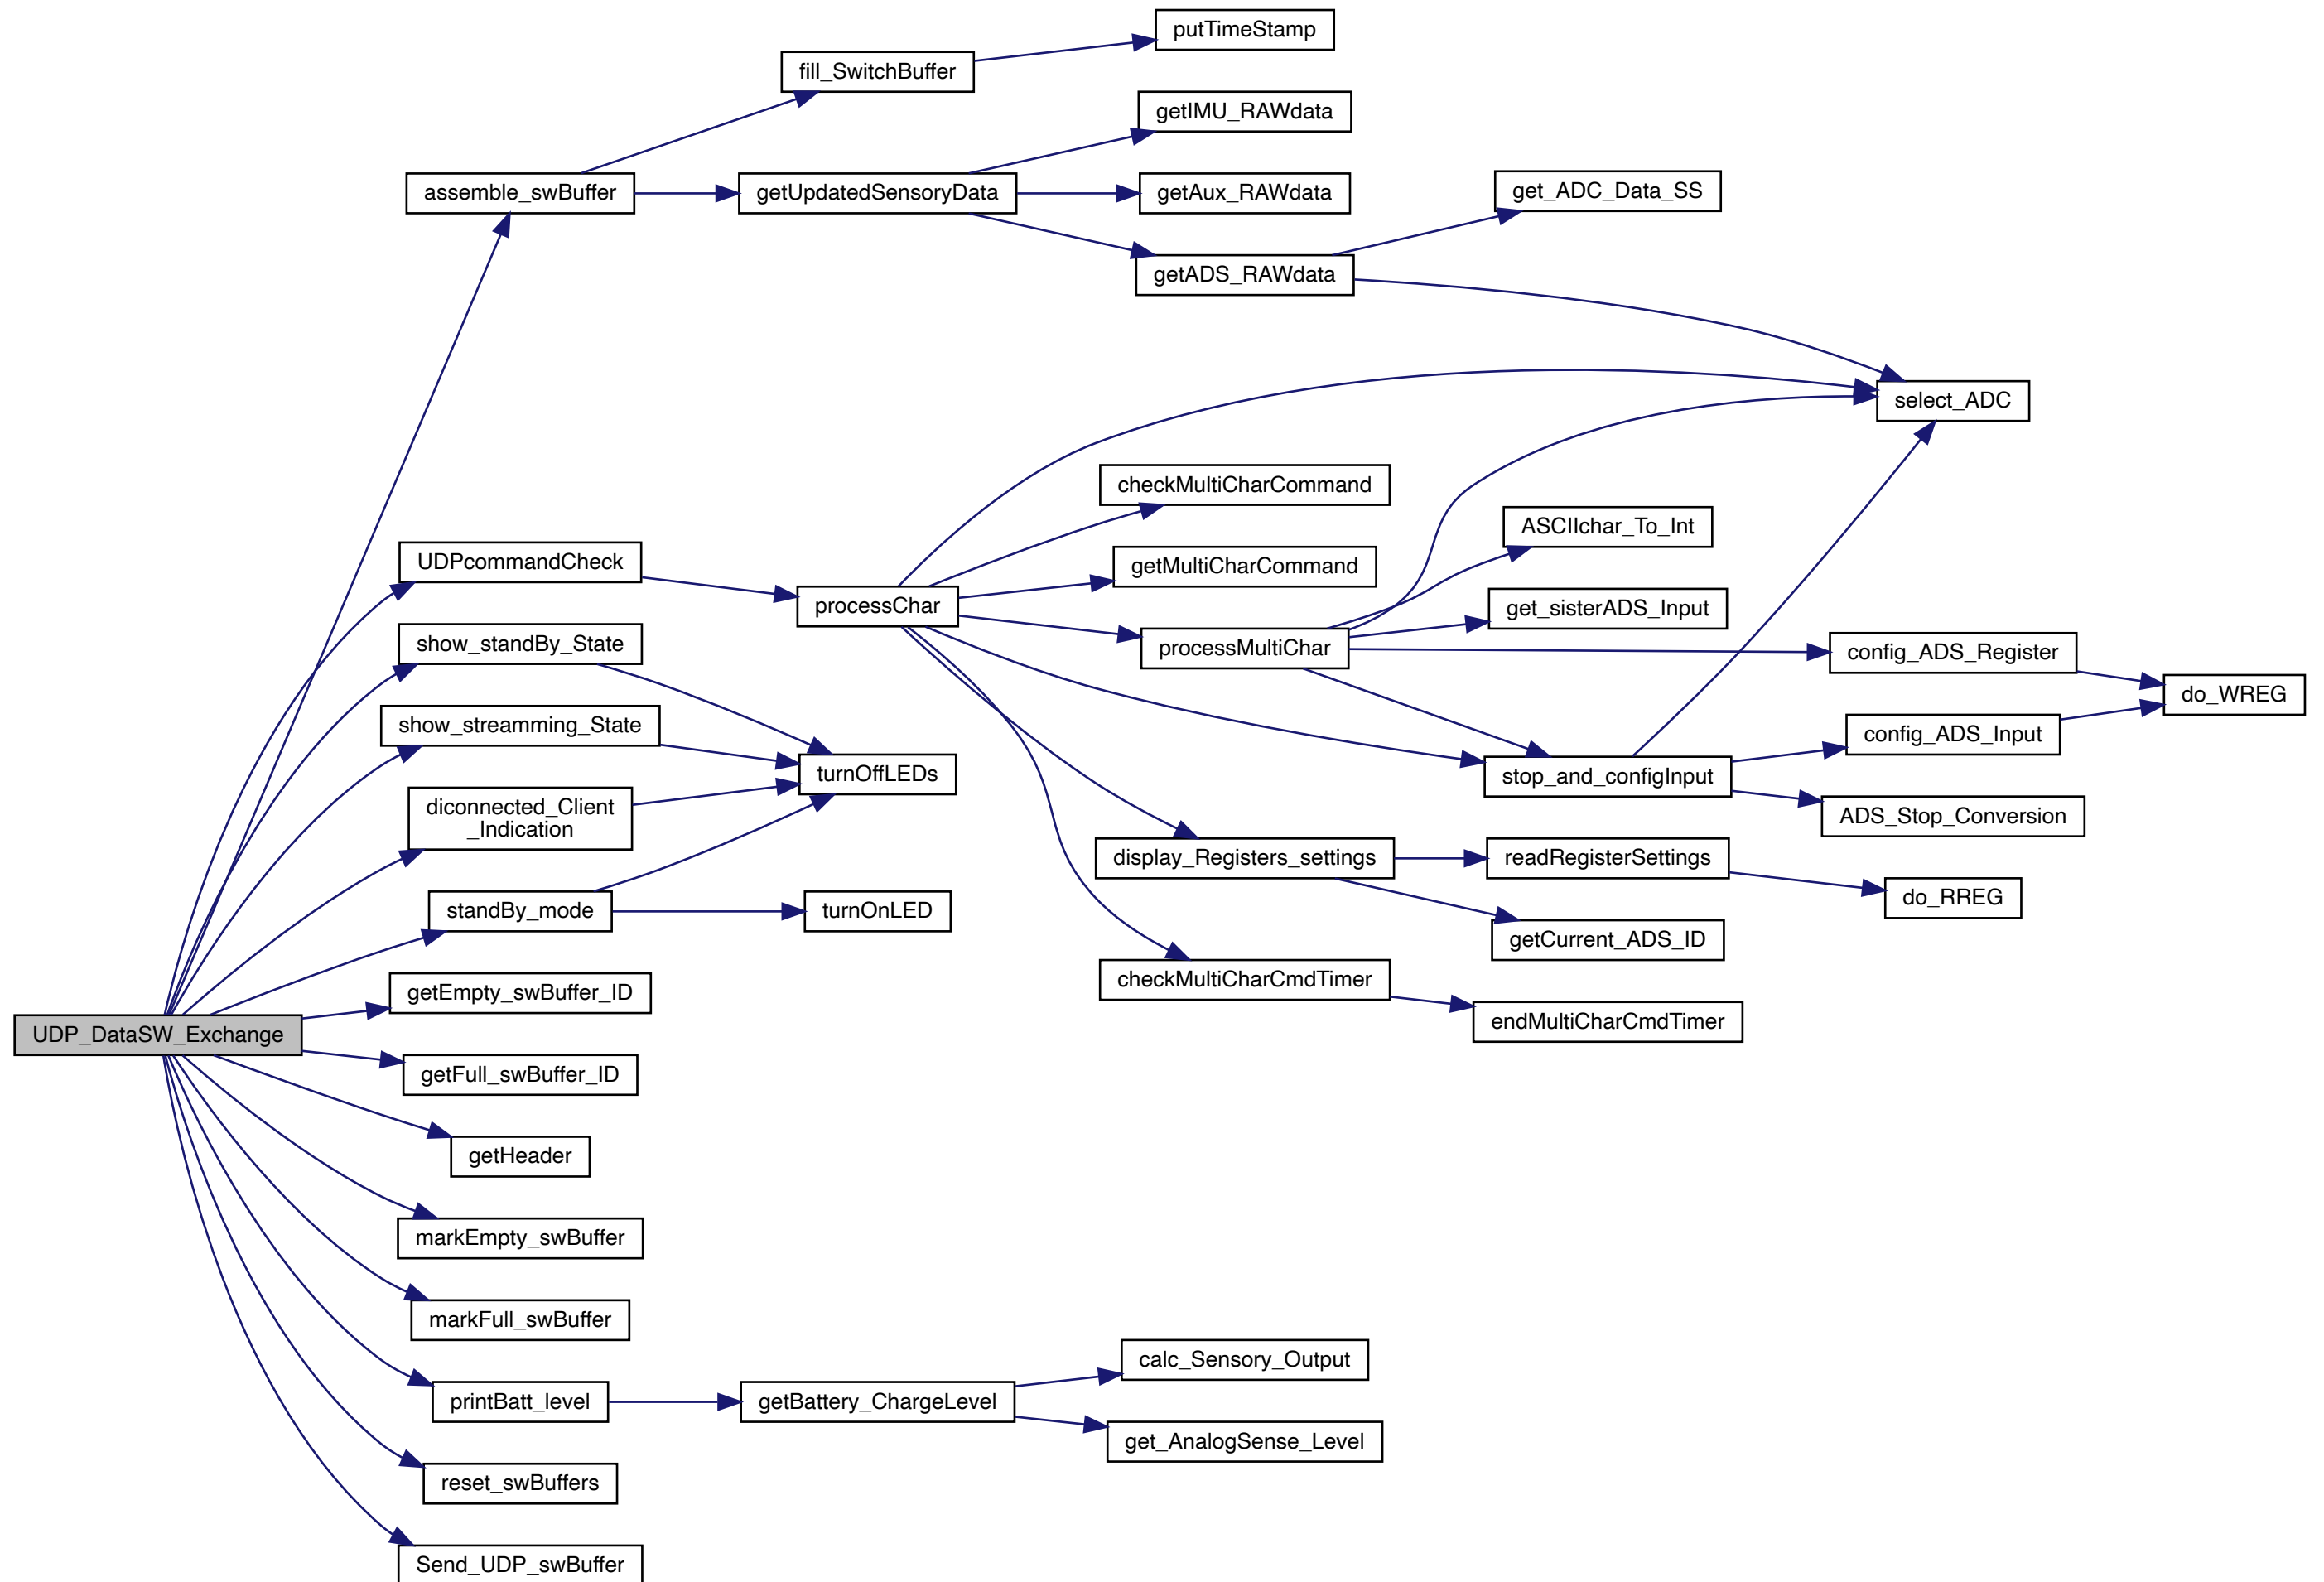 putTimeStamp
fill_SwitchBuffer
getIMU_RAWdata
assemble_swBuffer
getUpdatedSensoryData
getAux_RAWdata
get_ADC_Data_SS
getADS_RAWdata
select_ADC
checkMultiCharCommand
ASCIIchar_To_Int
UDPcommandCheck
getMultiCharCommand
processChar
get_sisterADS_Input
show_standBy_State
processMultiChar
config_ADS_Register
do_WREG
show_streamming_State
config_ADS_Input
turnOffLEDs
stop_and_configInput
diconnected_Client
_Indication
ADS_Stop_Conversion
display_Registers_settings
readRegisterSettings
do_RREG
standBy_mode
turnOnLED
getCurrent_ADS_ID
checkMultiCharCmdTimer
getEmpty_swBuffer_ID
endMultiCharCmdTimer
UDP_DataSW_Exchange
getFull_swBuffer_ID
getHeader
markEmpty_swBuffer
markFull_swBuffer
calc_Sensory_Output
printBatt_level
getBattery_ChargeLevel
get_AnalogSense_Level
reset_swBuffers
Send_UDP_swBuffer